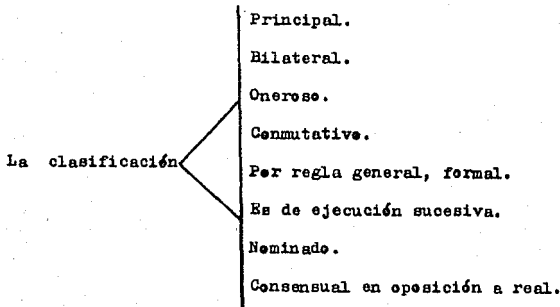 Principal.
Bilateral.
Oneroso.
Conmutativo.
La clasificación
Por regla general, formal.
Es de ejecución sucesiva.
Nominado.
Consensual en oposición a real.